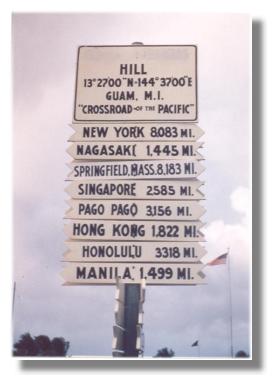 HILL
13°27'00"N-144°37'00"E
GUAM, M.I.
"CROSSROAD-OF THE PACIFIC"
NEW YORK 8,083 MI.
NAGASAKI 1,445 MI.
SPRINGFIELD, MASS. 8,183 MI.
SINGAPORE 2585 MI.
PAGO PAGO 3,156 MI.
HONG KONG 1,822 MI.
HONOLULU 3318 MI.
MANILA 1,499 MI.